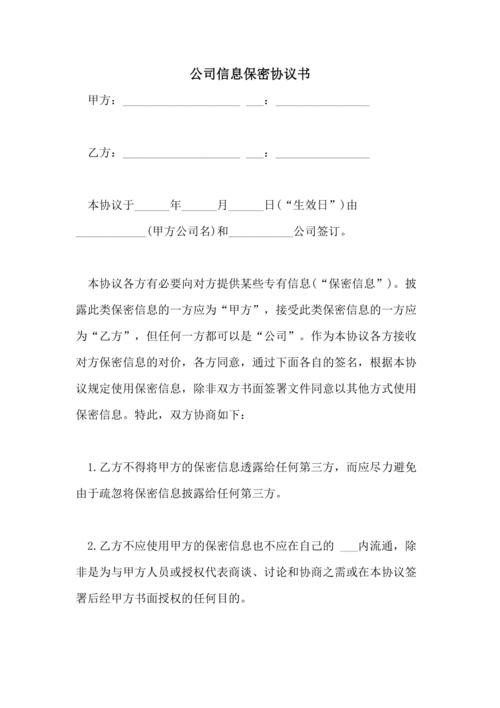 公司信息保密协议书
甲方：____________________ ___：________________
乙方：____________________ ___：________________
本协议于______年______月______日(“生效日”)由
____________(甲方公司名)和___________公司签订。
本协议各方有必要向对方提供某些专有信息(“保密信息”)。披
露此类保密信息的一方应为“甲方”，接受此类保密信息的一方应
为“乙方”，但任何一方都可以是“公司”。作为本协议各方接收
对方保密信息的对价，各方同意，通过下面各自的签名，根据本协
议规定使用保密信息，除非双方书面签署文件同意以其他方式使用
保密信息。特此，双方协商如下：
1.乙方不得将甲方的保密信息透露给任何第三方，而应尽力避免
由于疏忽将保密信息披露给任何第三方。
2.乙方不应使用甲方的保密信息也不应在自己的 ___内流通，除
非是为与甲方人员或授权代表商谈、讨论和协商之需或在本协议签
署后经甲方书面授权的任何目的。